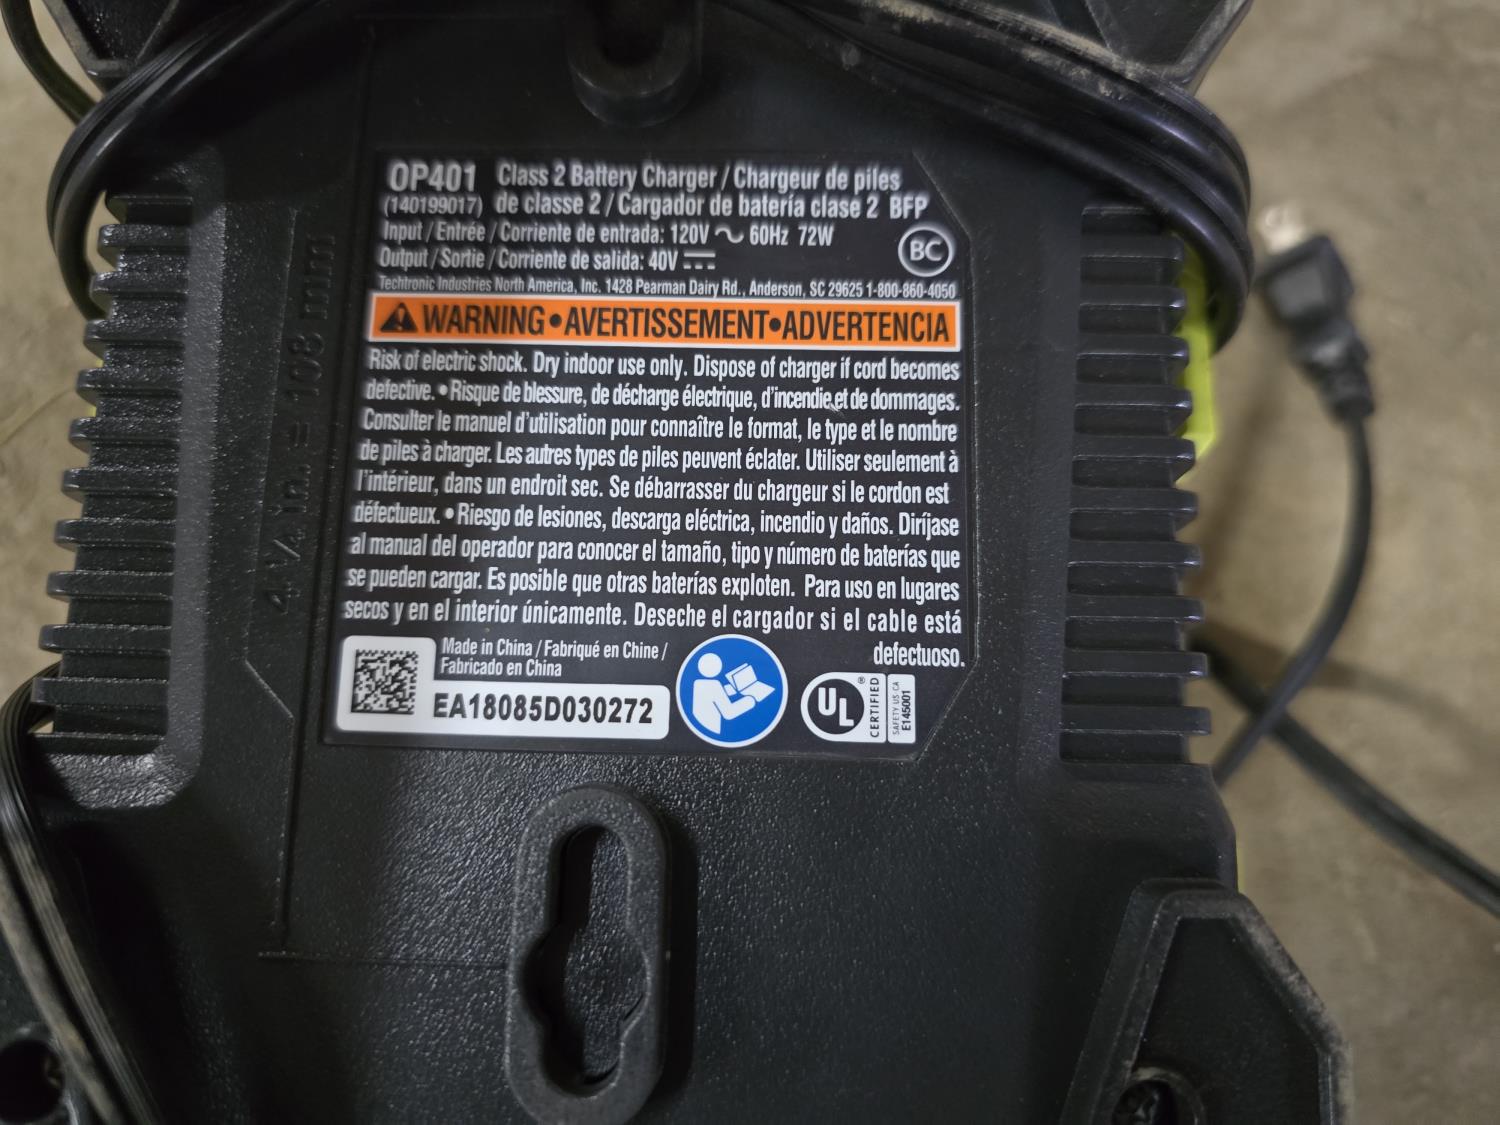 OP401 Class 2 Battery Charger / Chargeur de piles
(140199017) de classe 2 / Cargador de batería clase 2 BFP
Input / Entrée / Corriente de entrada: 120V 60Hz 72W
Output / Sortie / Corriente de salida: 40V
BC
Techtronic Industries North America, Inc. 1428 Pearman Dairy Rd., Anderson, SC 29625 1-800-860-4050
WARNING • AVERTISSEMENT • ADVERTENCIA
Risk of electric shock. Dry indoor use only. Dispose of charger if cord becomes
defective. • Risque de blessure, de décharge électrique, d'incendie et de dommages.
Consulter le manuel d'utilisation pour connaître le format, le type et le nombre
de piles à charger. Les autres types de piles peuvent éclater. Utiliser seulement à
l'intérieur, dans un endroit sec. Se débarrasser du chargeur si le cordon est
défectueux. • Riesgo de lesiones, descarga eléctrica, incendio y daños. Diríjase
al manual del operador para conocer el tamaño, tipo y número de baterías que
se pueden cargar. Es posible que otras baterías exploten. Para uso en lugares
secos y en el interior únicamente. Deseche el cargador si el cable está
defectuoso.
Made in China / Fabriqué en Chine /
Fabricado en China
EA18085D030272
UL ®
CERTIFIED
SAFETY US CA
E145001
4 1/4 in. = 108 mm